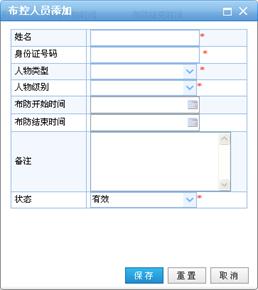 布控人员添加
姓名 *
身份证号码 *
人物类型 *
人物级别 *
布防开始时间
布防结束时间
备注
状态 有效 *
保存 重置 取消